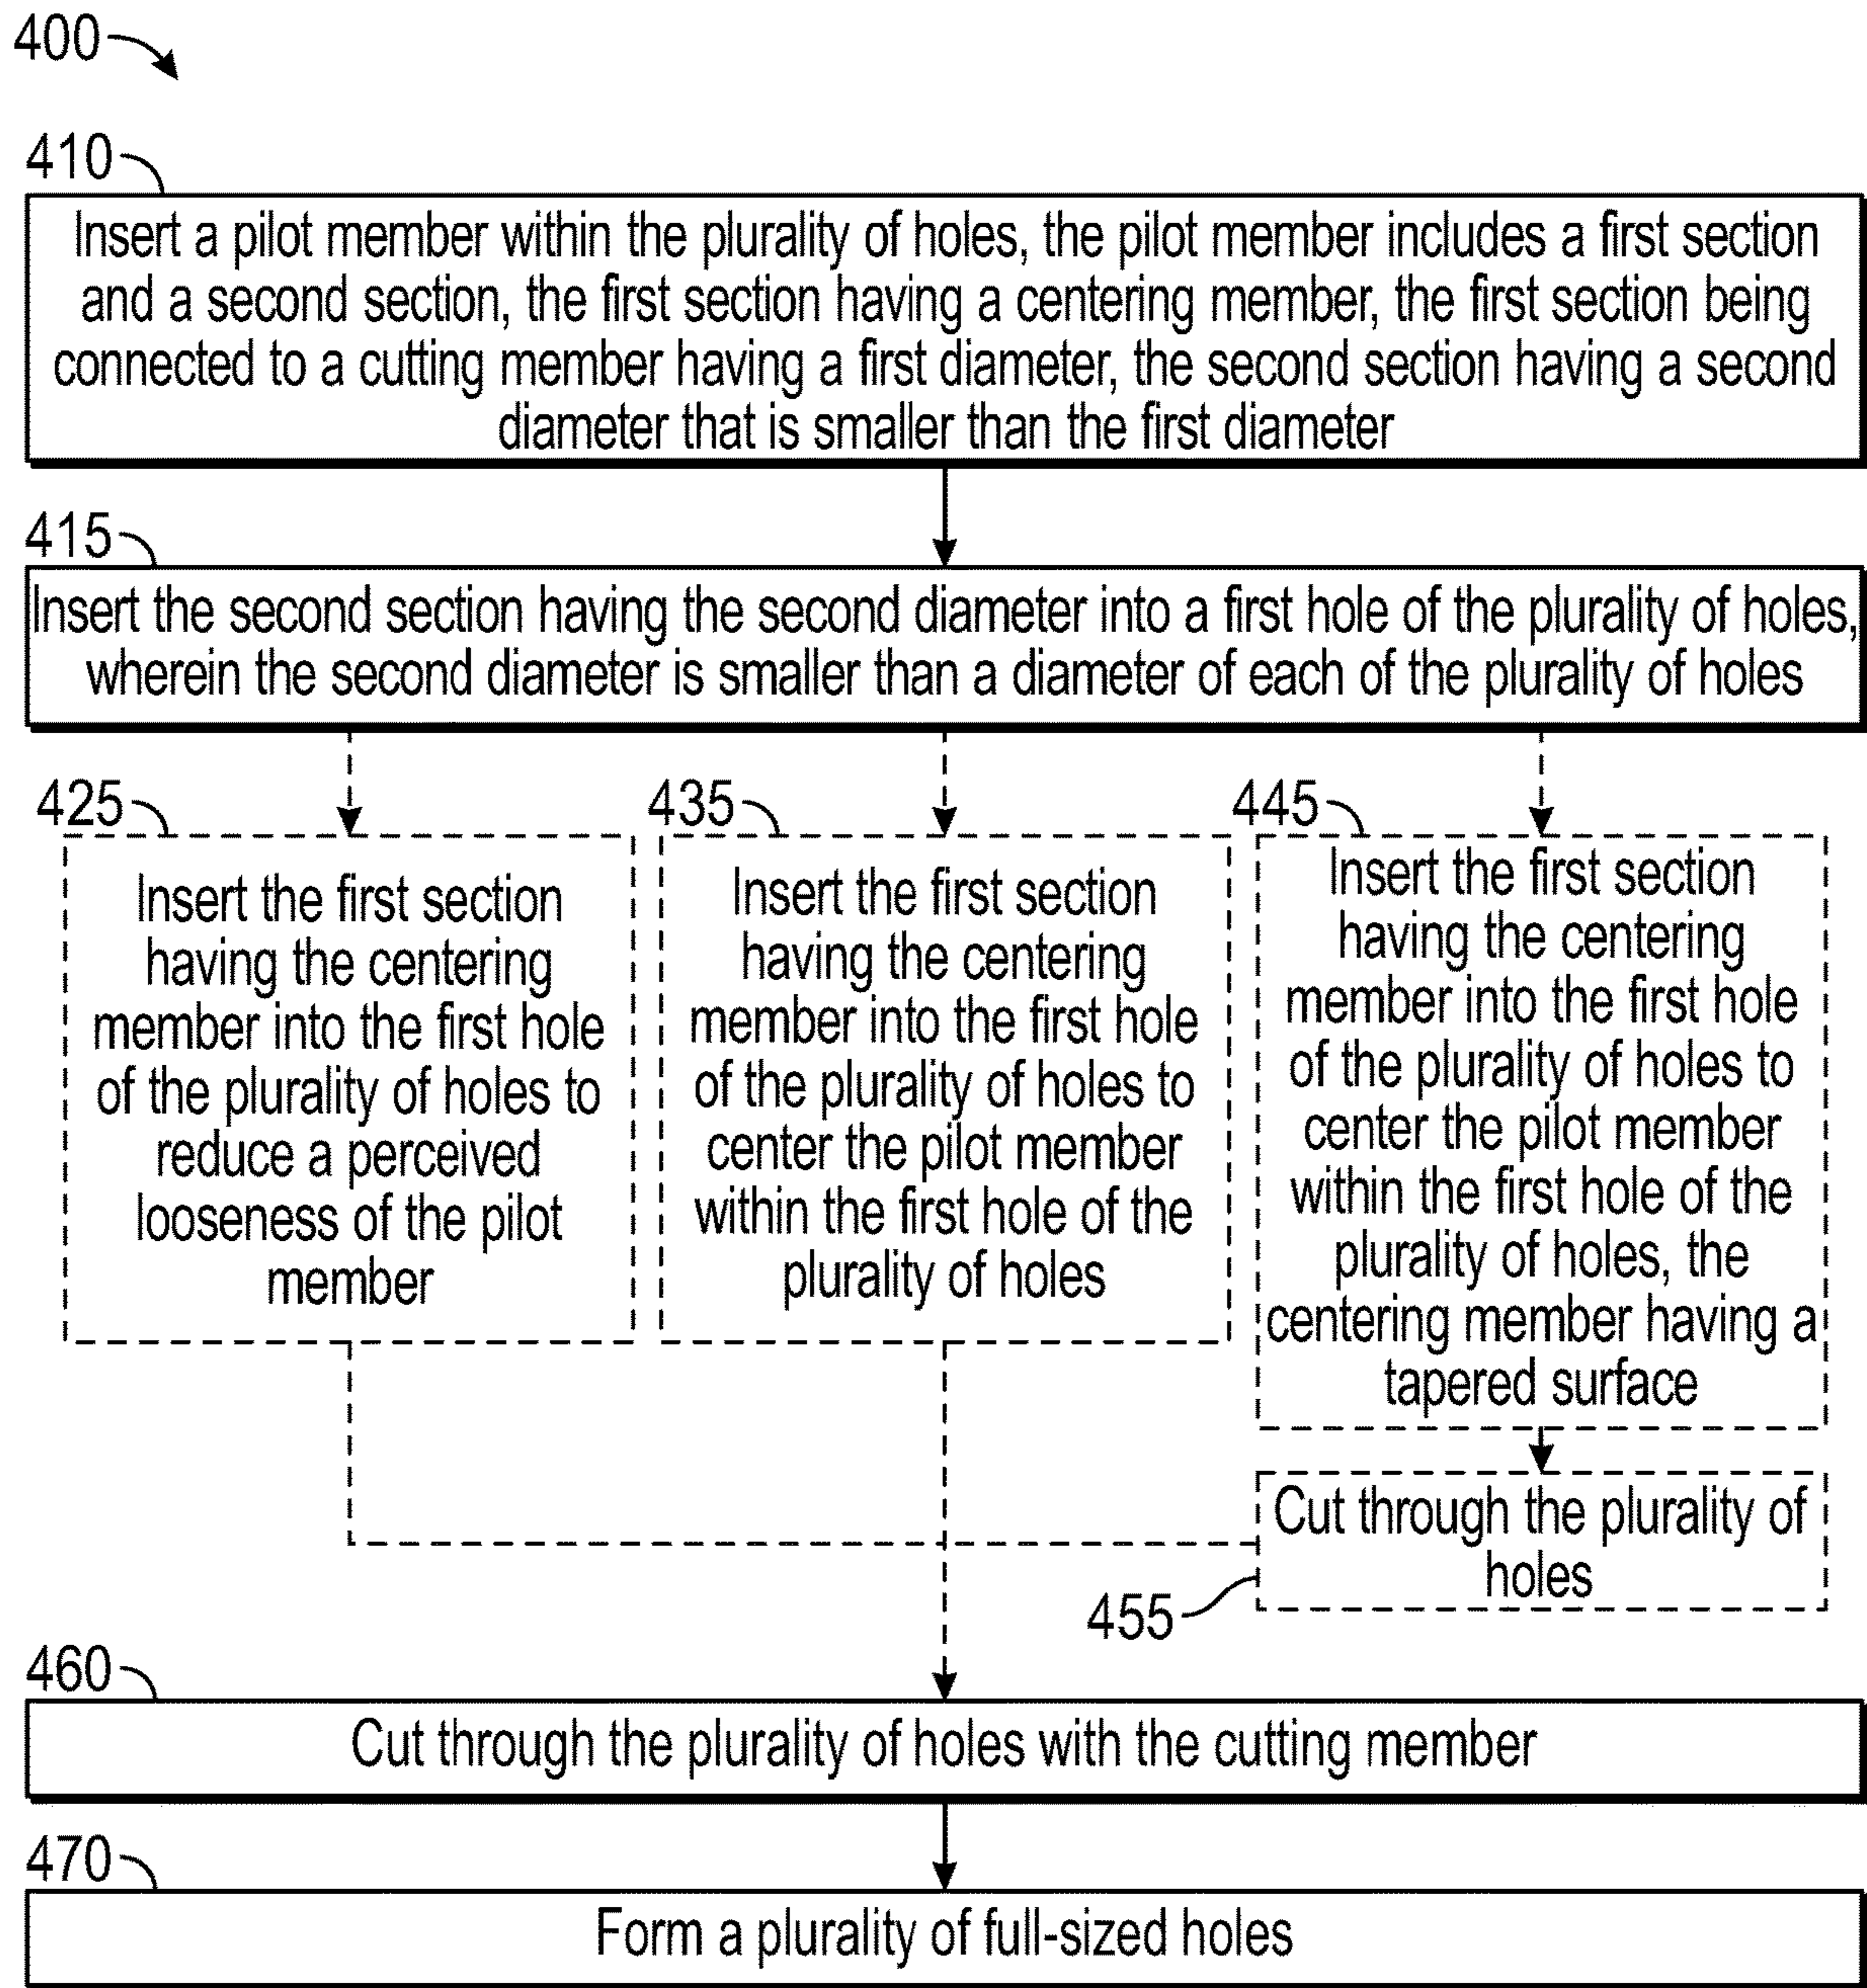 400
410
Insert a pilot member within the plurality of holes, the pilot member includes a first section
and a second section, the first section having a centering member, the first section being
connected to a cutting member having a first diameter, the second section having a second
diameter that is smaller than the first diameter
415
Insert the second section having the second diameter into a first hole of the plurality of holes,
wherein the second diameter is smaller than a diameter of each of the plurality of holes
425
Insert the first section
having the centering
member into the first hole
of the plurality of holes to
reduce a perceived
looseness of the pilot
member
435
Insert the first section
having the centering
member into the first hole
of the plurality of holes to
center the pilot member
within the first hole of the
plurality of holes
445
Insert the first section
having the centering
member into the first hole
of the plurality of holes to
center the pilot member
within the first hole of the
plurality of holes, the
centering member having a
tapered surface
Cut through the plurality of
holes
455
460
Cut through the plurality of holes with the cutting member
470
Form a plurality of full-sized holes